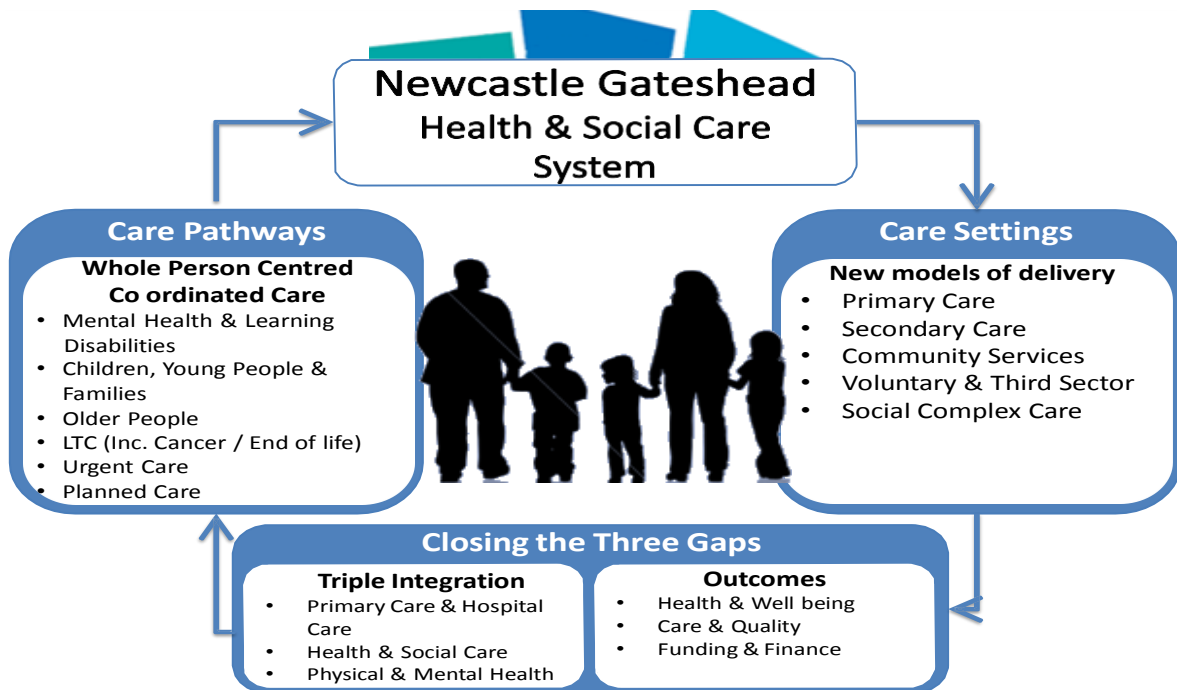 Newcastle Gateshead
Health & Social Care
System
Care Pathways
Whole Person Centred
Co ordinated Care
• Mental Health & Learning
Disabilities
• Children, Young People &
Families
• Older People
• LTC (Inc. Cancer / End of life)
• Urgent Care
• Planned Care
Care Settings
New models of delivery
• Primary Care
• Secondary Care
• Community Services
• Voluntary & Third Sector
• Social Complex Care
Closing the Three Gaps
Triple Integration
• Primary Care & Hospital
Care
• Health & Social Care
• Physical & Mental Health
Outcomes
• Health & Well being
• Care & Quality
• Funding & Finance